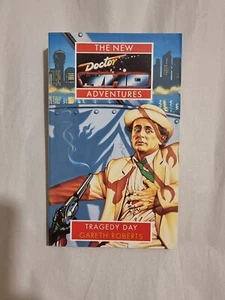 THE NEW
Doctor
WHO
ADVENTURES
TRAGEDY DAY
GARETH ROBERTS